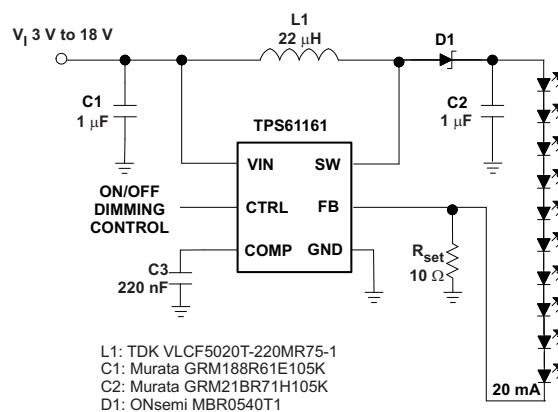 L1
22 μH
D1
V_I 3 V to 18 V
C1
1 μF
C2
1 μF
TPS61161
VIN
SW
ON/OFF
DIMMING
CONTROL
CTRL
FB
COMP
GND
C3
220 nF
R_set
10 Ω
20 mA
L1: TDK VLCF5020T-220MR75-1
C1: Murata GRM188R61E105K
C2: Murata GRM21BR71H105K
D1: ONsemi MBR0540T1